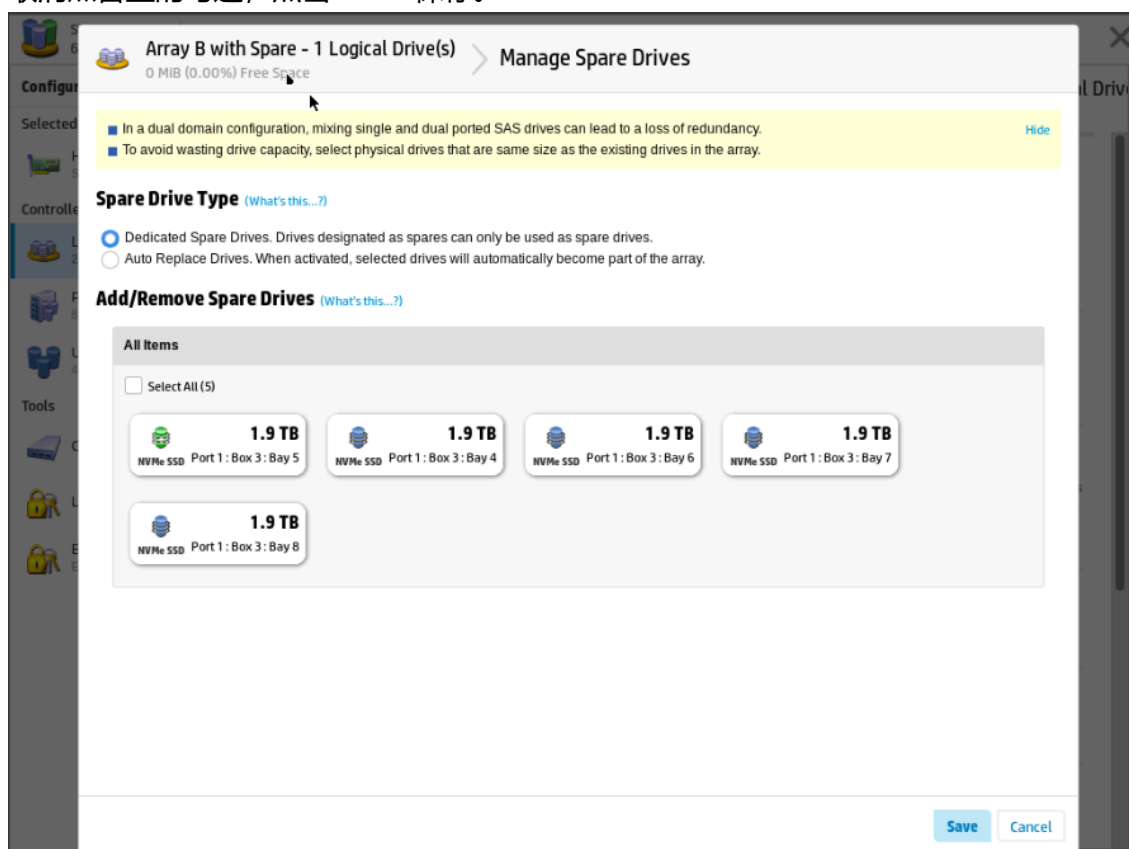 Array B with Spare - 1 Logical Drive(s)
0 MiB (0.00%) Free Space
Manage Spare Drives
Configur
Selected
Controlle
Tools
l Driv
In a dual domain configuration, mixing single and dual ported SAS drives can lead to a loss of redundancy.
Hide
To avoid wasting drive capacity, select physical drives that are same size as the existing drives in the array.
Spare Drive Type (What's this...?)
Dedicated Spare Drives. Drives designated as spares can only be used as spare drives.
Auto Replace Drives. When activated, selected drives will automatically become part of the array.
Add/Remove Spare Drives (What's this...?)
All Items
Select All (5)
1.9 TB
NVMe SSD Port 1 : Box 3 : Bay 5
1.9 TB
NVMe SSD Port 1 : Box 3 : Bay 4
1.9 TB
NVMe SSD Port 1 : Box 3 : Bay 6
1.9 TB
NVMe SSD Port 1 : Box 3 : Bay 7
1.9 TB
NVMe SSD Port 1 : Box 3 : Bay 8
Save
Cancel